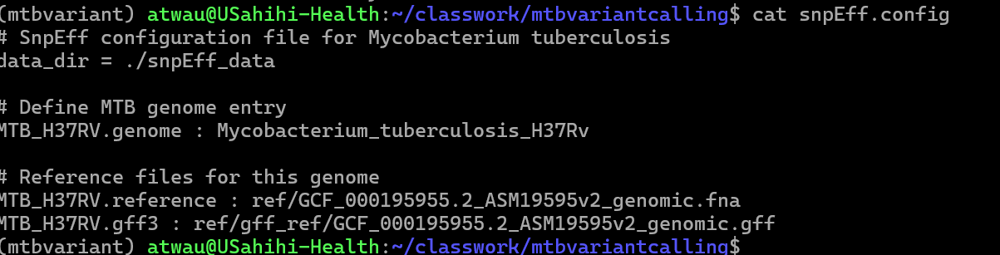 (mtbvariant) atwau@USahihi-Health:~/classwork/mtbvariantcalling$ cat snpEff.config
# SnpEff configuration file for Mycobacterium tuberculosis
data_dir = ./snpEff_data
# Define MTB genome entry
MTB_H37RV.genome : Mycobacterium_tuberculosis_H37Rv
# Reference files for this genome
MTB_H37RV.reference : ref/GCF_000195955.2_ASM19595v2_genomic.fna
MTB_H37RV.gff3 : ref/gff_ref/GCF_000195955.2_ASM19595v2_genomic.gff
(mtbvariant) atwau@USahihi-Health:~/classwork/mtbvariantcalling$